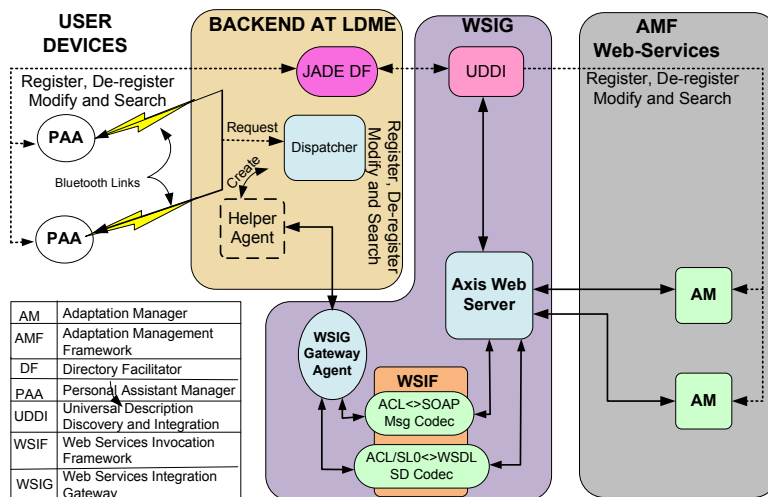 USER
DEVICES
BACKEND AT LDME
WSIG
AMF
Web-Services
JADE DF
UDDI
Register, De-register
Modify and Search
Register, De-register
Modify and Search
PAA
Request
Dispatcher
Register, De-register
Modify and Search
Bluetooth Links
Create
PAA
Helper
Agent
Axis Web
Server
AM
WSIG
Gateway
Agent
WSIF
ACL<>SOAP
Msg Codec
AM
ACL/SL0<>WSDL
SD Codec
AM Adaptation Manager
AMF Adaptation Management
Framework
DF Directory Facilitator
PAA Personal Assistant Manager
UDDI Universal Description
Discovery and Integration
WSIF Web Services Invocation
Framework
WSIG Web Services Integration
Gateway